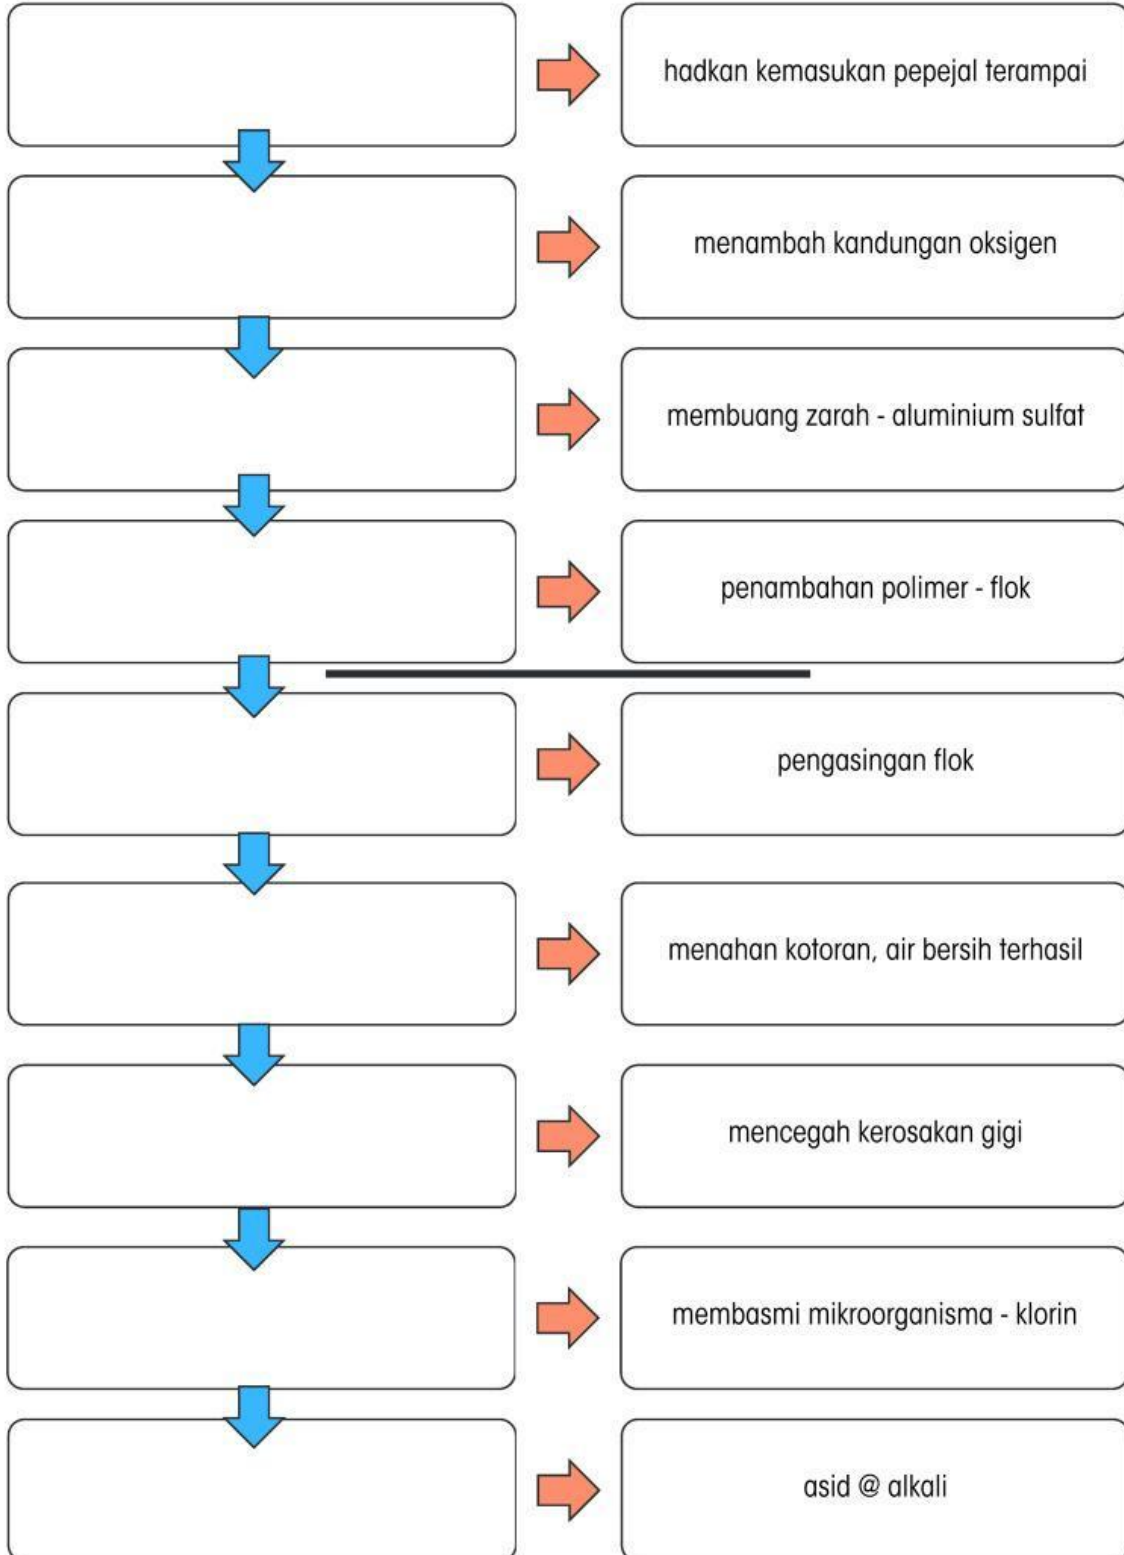 hadkan kemasukan pepejal terampai
menambah kandungan oksigen
membuang zarah - aluminium sulfat
penambahan polimer - flok
pengasingan flok
menahan kotoran, air bersih terhasil
mencegah kerosakan gigi
membasmi mikroorganisma - klorin
asid @ alkali